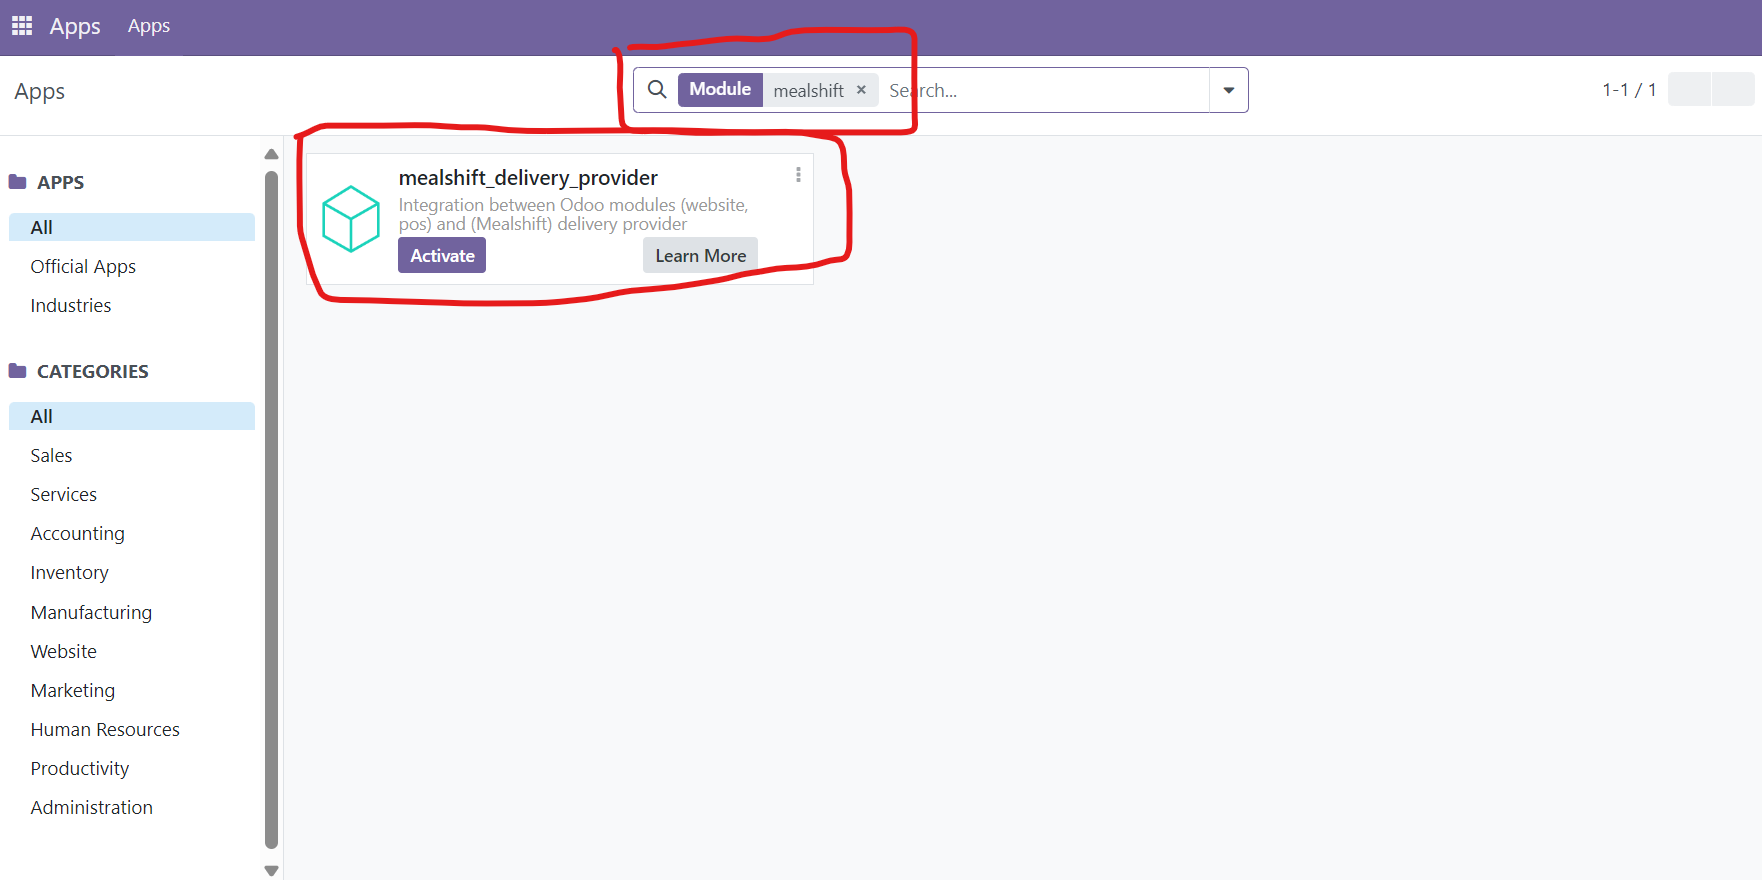 Apps Apps
Apps
Module mealshift × Search...
1-1 / 1
APPS
All
Official Apps
Industries
CATEGORIES
All
Sales
Services
Accounting
Inventory
Manufacturing
Website
Marketing
Human Resources
Productivity
Administration
mealshift_delivery_provider
Integration between Odoo modules (website,
pos) and (Mealshift) delivery provider
Activate Learn More